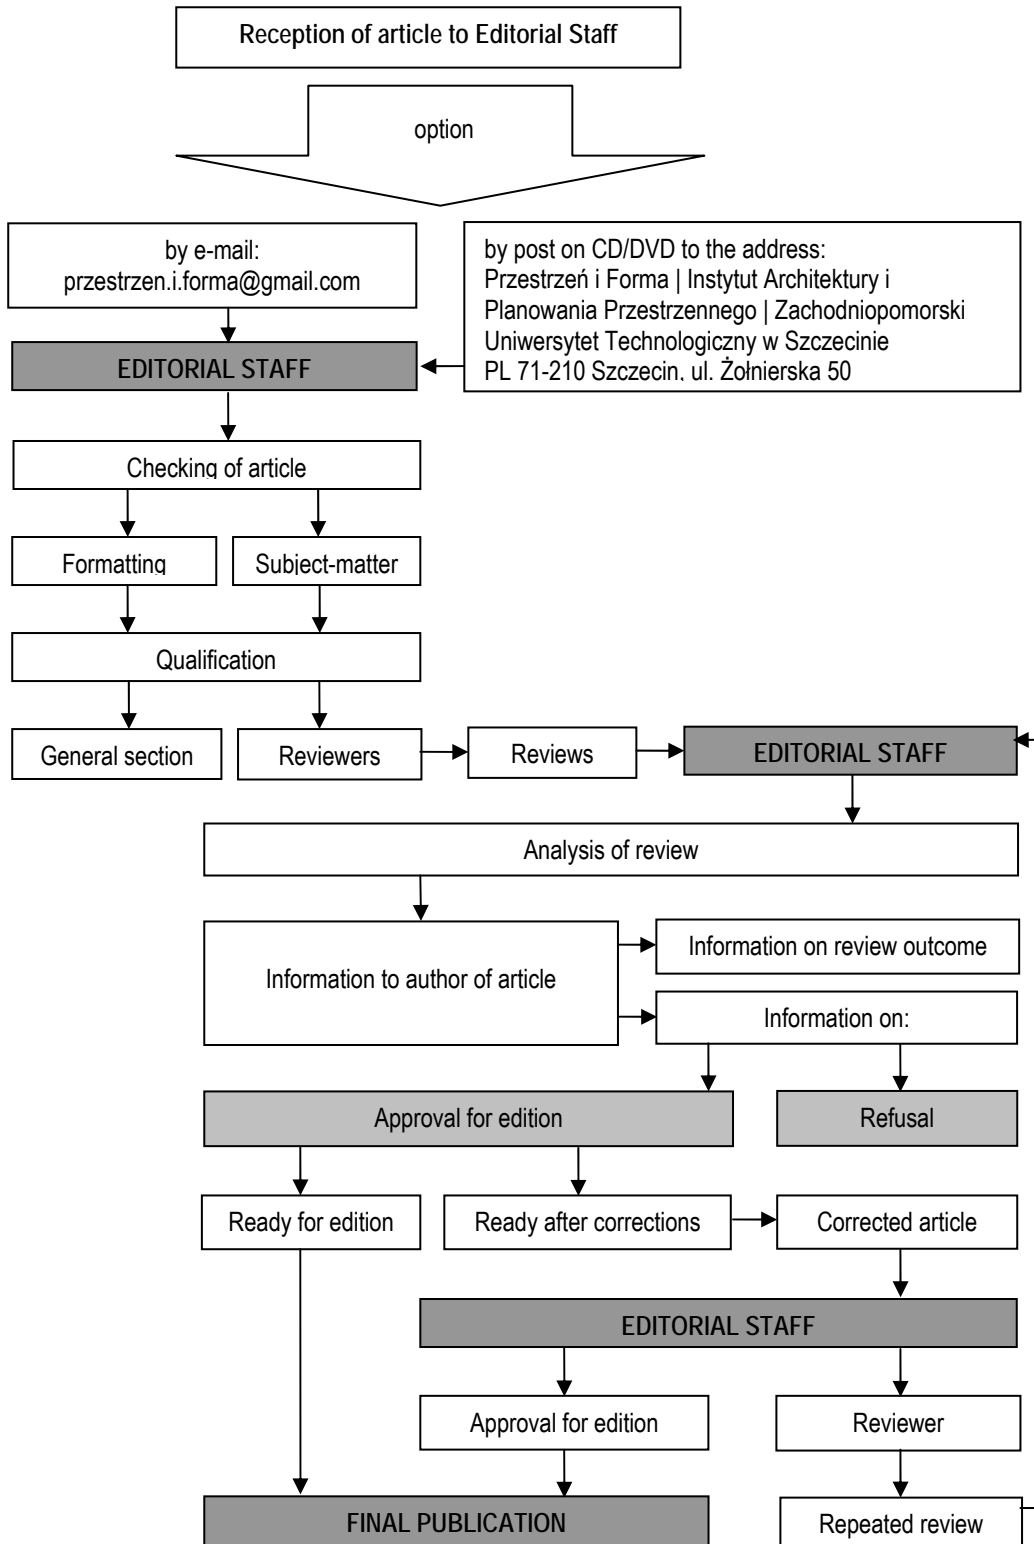 Reception of article to Editorial Staff
option
by e-mail:
przestrzen.i.forma@gmail.com
by post on CD/DVD to the address:
Przestrzeń i Forma | Instytut Architektury i
Planowania Przestrzennego | Zachodniopomorski
Uniwersytet Technologiczny w Szczecinie
PL 71-210 Szczecin, ul. Żołnierska 50
EDITORIAL STAFF
Checking of article
Formatting
Subject-matter
Qualification
General section
Reviewers
Reviews
EDITORIAL STAFF
Analysis of review
Information to author of article
Information on review outcome
Information on:
Approval for edition
Refusal
Ready for edition
Ready after corrections
Corrected article
EDITORIAL STAFF
Approval for edition
Reviewer
FINAL PUBLICATION
Repeated review